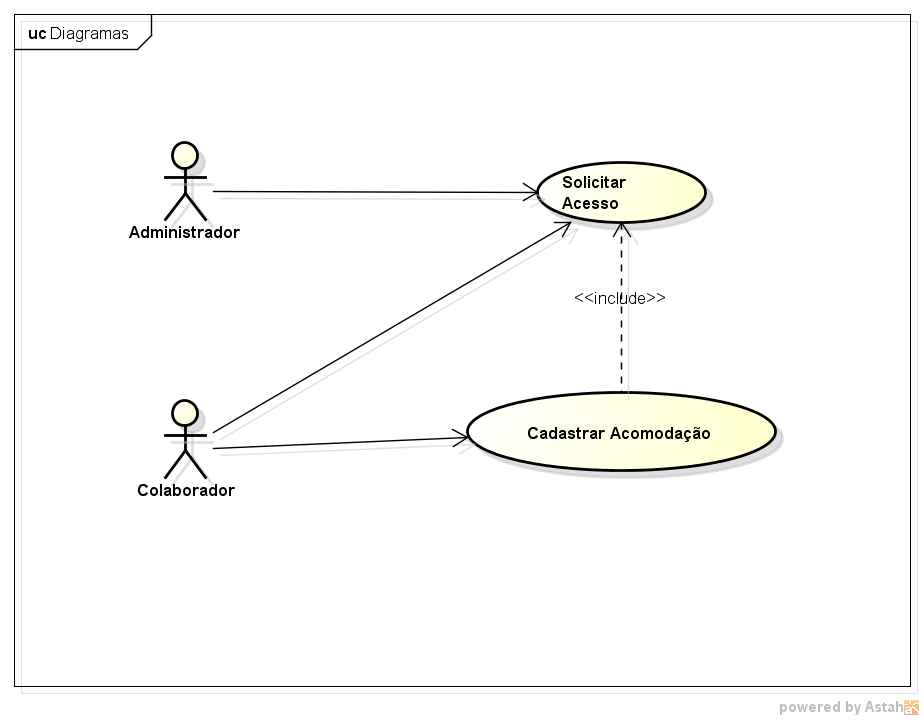 uc Diagramas
Solicitar
Acesso
Administrador
<<include>>
Cadastrar Acomodação
Colaborador
powered by Astah